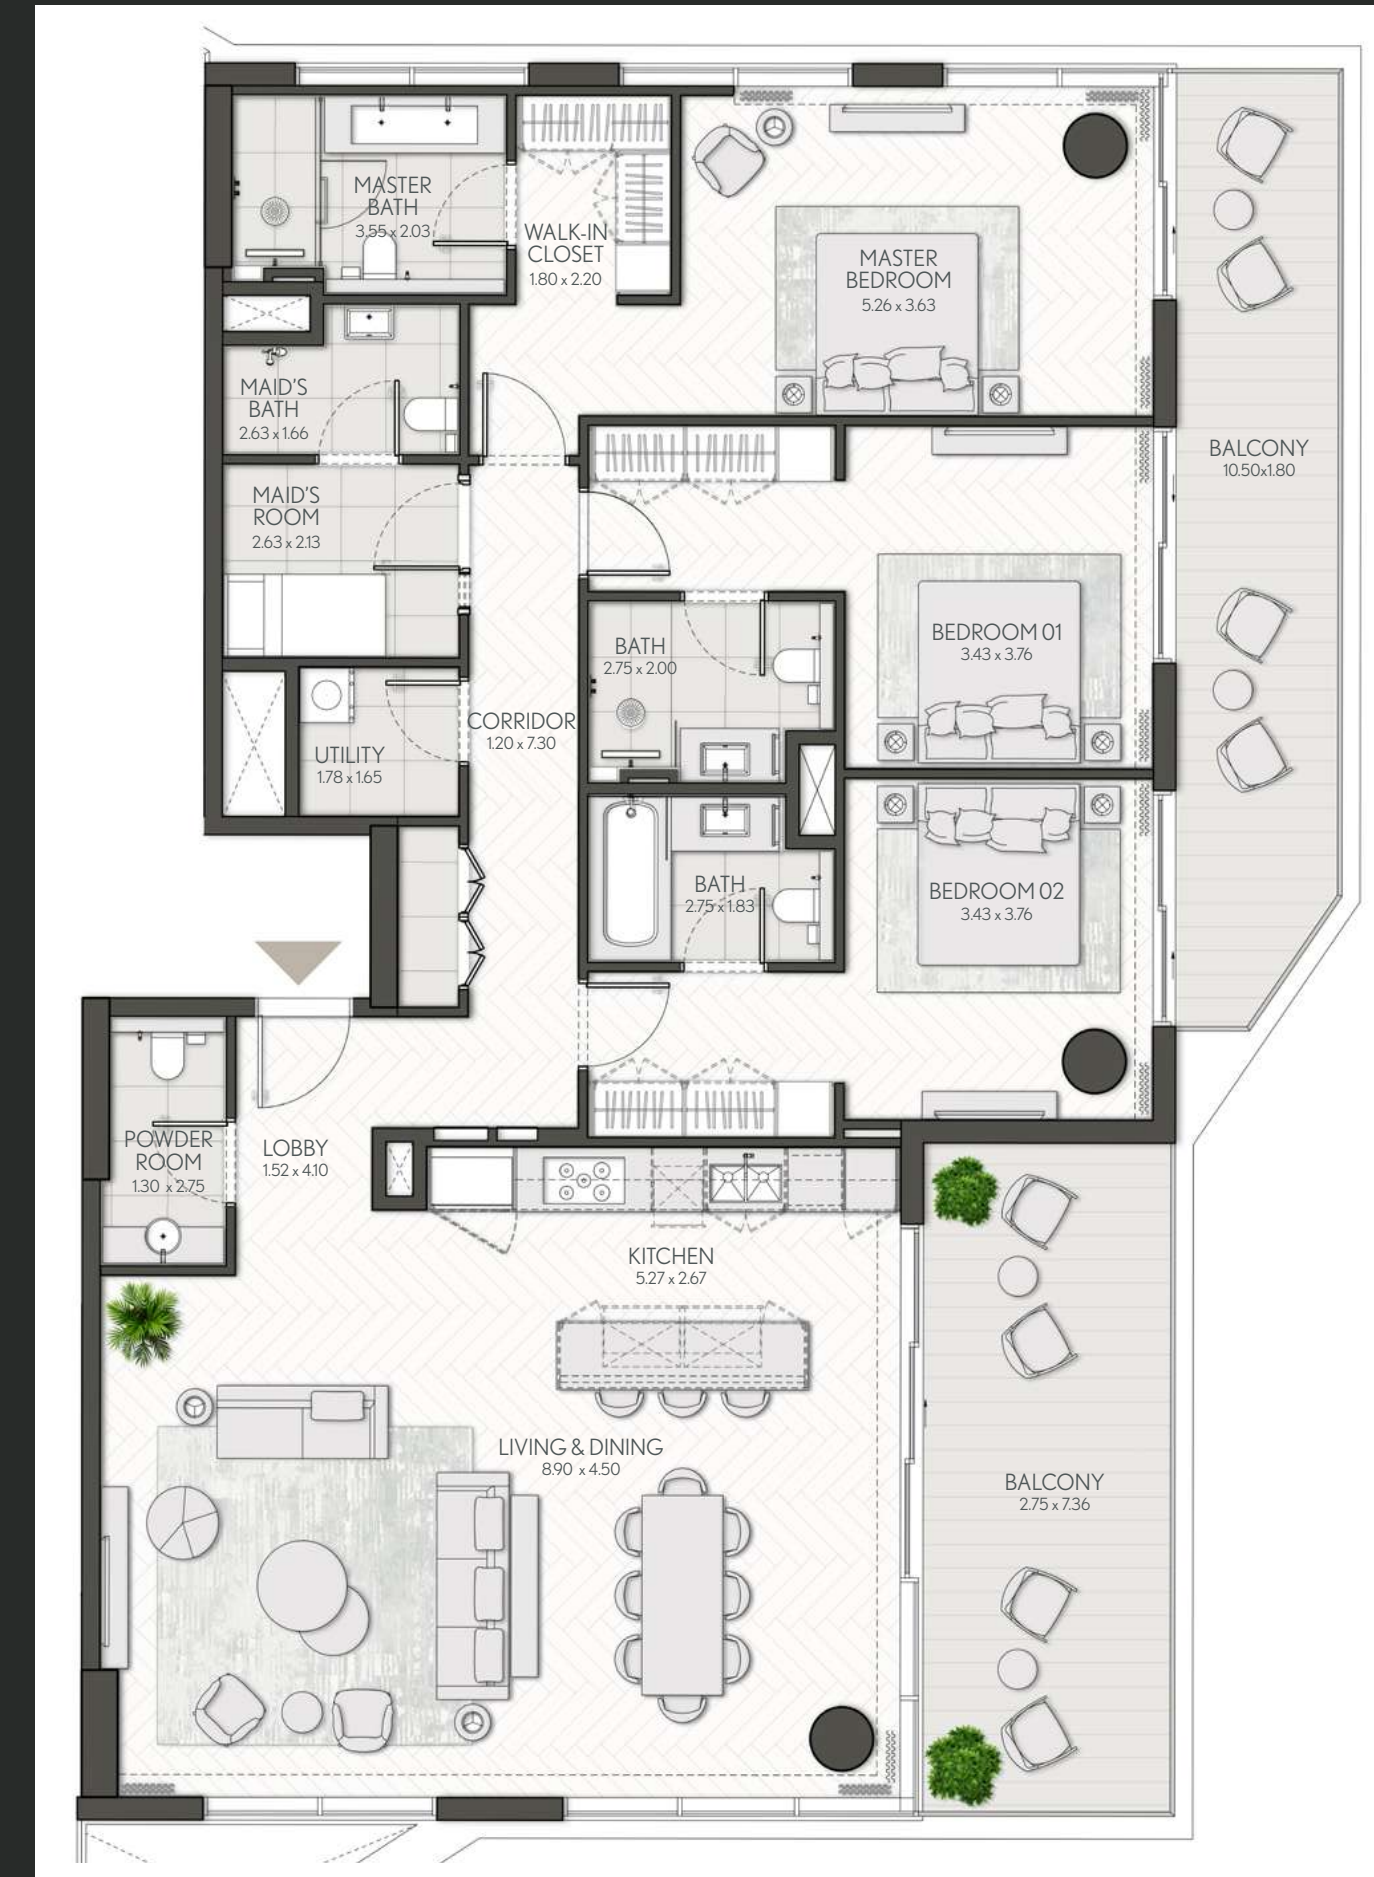 MASTER
BATH
3.55 x 2.03
WALK-IN
CLOSET
1.80 x 2.20
MASTER
BEDROOM
5.26 x 3.63
MAID'S
BATH
2.63 x 1.66
BALCONY
10.50x1.80
MAID'S
ROOM
2.63 x 2.13
BATH
2.75 x 2.00
BEDROOM 01
3.43 x 3.76
CORRIDOR
1.20 x 7.30
UTILITY
1.78 x 1.65
BATH
2.75 x 1.83
BEDROOM 02
3.43 x 3.76
POWDER
ROOM
1.30 x 2.75
LOBBY
1.52 x 4.10
KITCHEN
5.27 x 2.67
LIVING & DINING
8.90 x 4.50
BALCONY
2.75 x 7.36